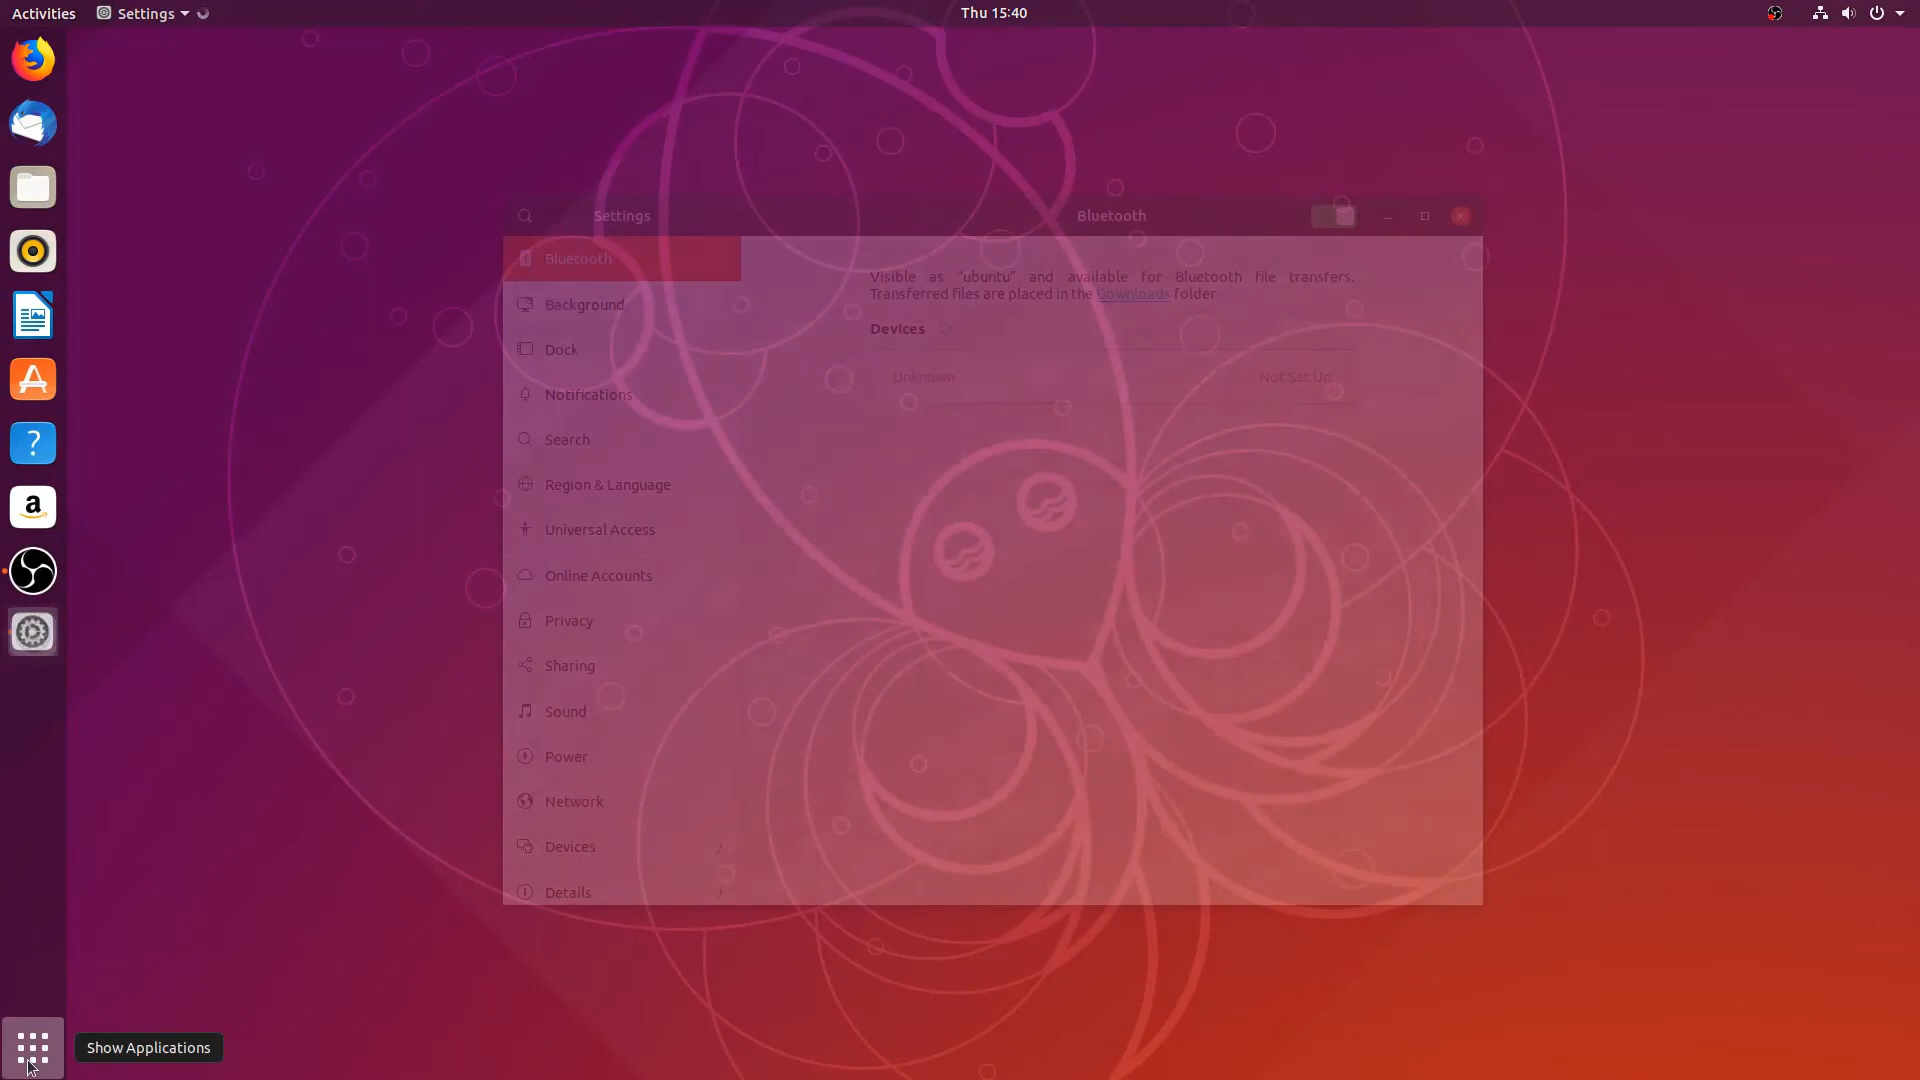 Activities
Settings
Thu 15:40
Settings
Bluetooth
Bluetooth
Background
Dock
Notifications
Search
Region & Language
Universal Access
Online Accounts
Privacy
Sharing
Sound
Power
Network
Devices
Details
Visible as “ubuntu” and available for Bluetooth file transfers.
Transferred files are placed in the Downloads folder.
Devices
Unknown Not Set Up
Show Applications